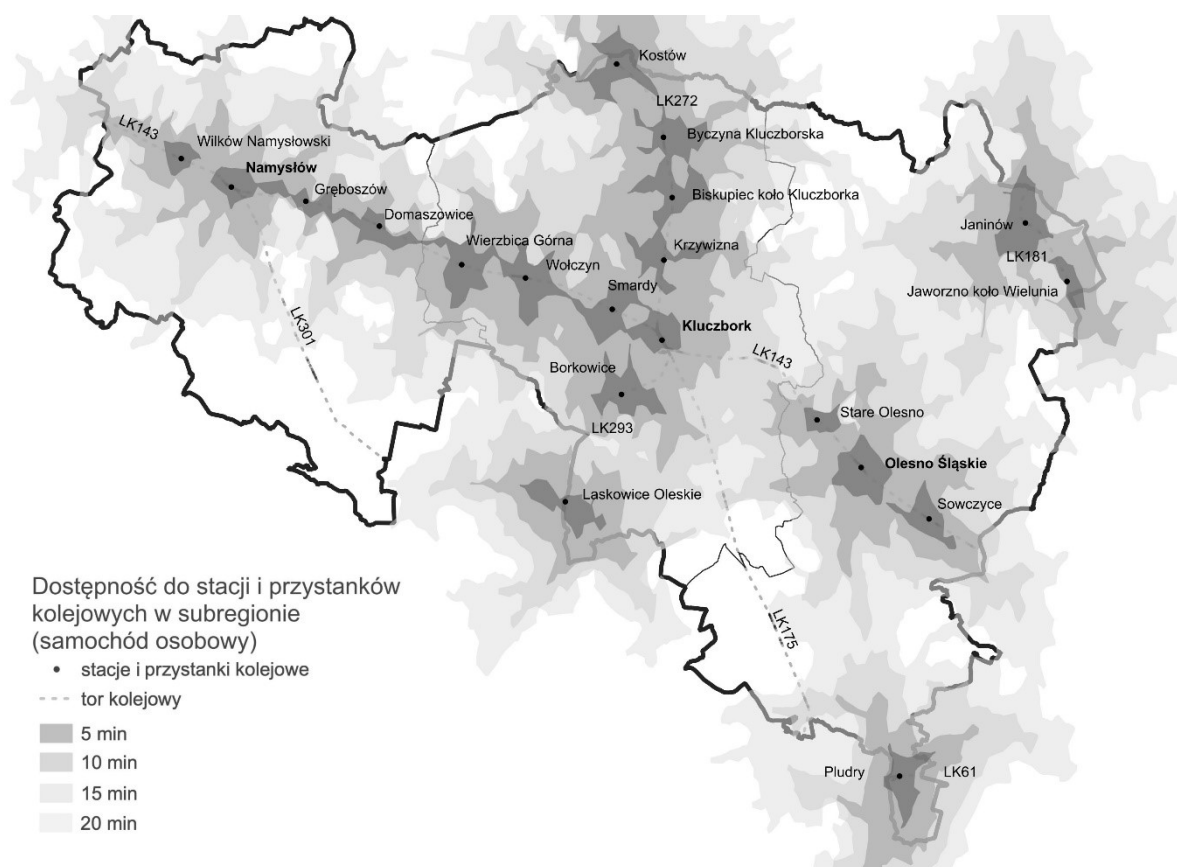 Kostów
LK272
LK143
Wilków Namysłowski
Byczyna Kluczborska
Namysłów
Gręboszów
Biskupiec koło Kluczborka
Domaszowice
Janinów
Wierzbica Górna
Krzywizna
LK181
Wołczyn
Jaworzno koło Wielunia
Smardy
LK301
Kluczbork
LK143
Borkowice
Stare Olesno
LK293
Olesno Śląskie
Laskowice Oleskie
Sowczyce
Dostępność do stacji i przystanków
kolejowych w subregionie
(samochód osobowy)
stacje i przystanki kolejowe
tor kolejowy
5 min
10 min
15 min
20 min
LK175
Pludry
LK61